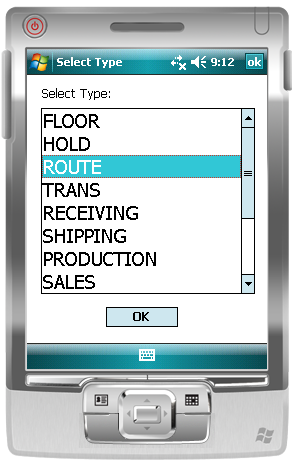 Select Type 9:12 ok
Select Type:
FLOOR
HOLD
ROUTE
TRANS
RECEIVING
SHIPPING
PRODUCTION
SALES
OK